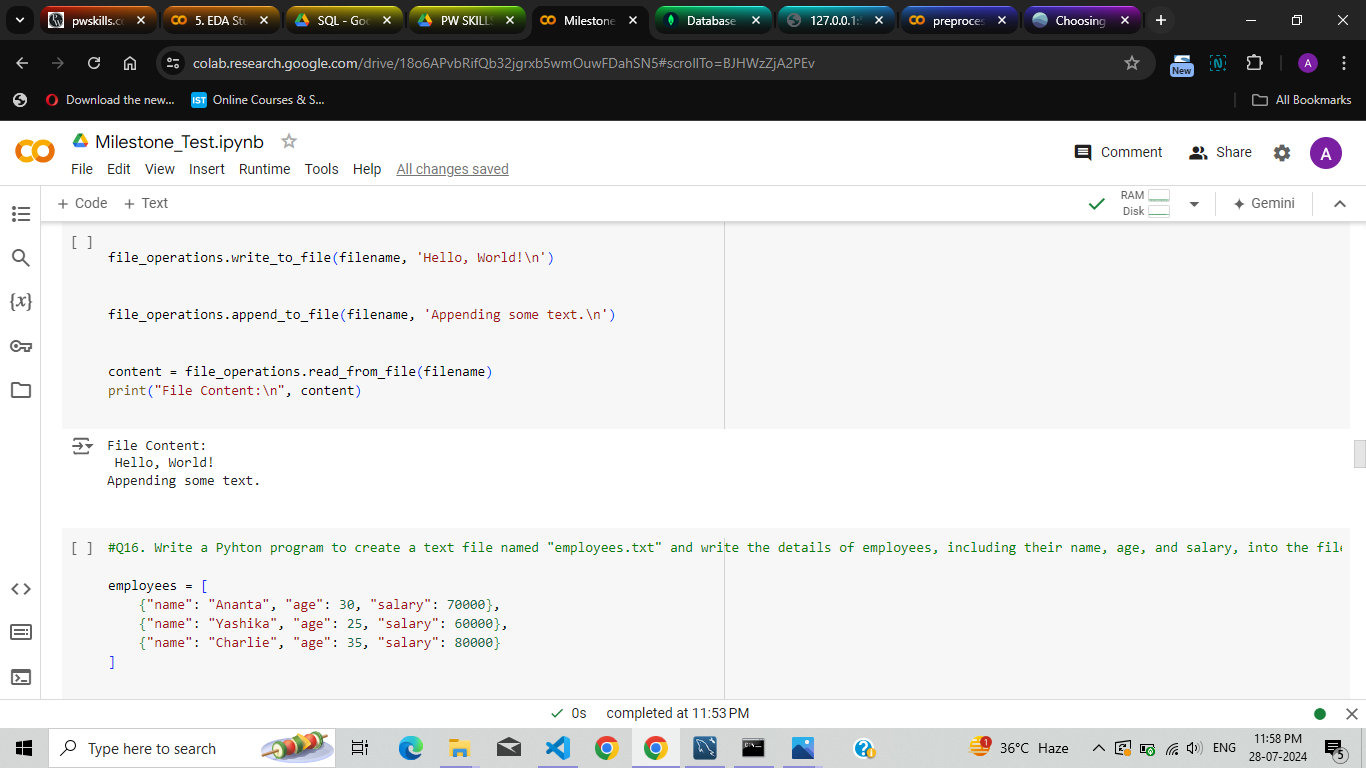 pwskills.c
5. EDA Stu
SQL - Goo
PW SKILL
Milestone
Database
127.0.0.1:
preproces
Choosing
colab.research.google.com/drive/18o6APvbRifQb32jgrxb5wmOuwFDahSN5#scrollTo=BJHWzZjA2PEv
New
N
A
Download the new...
IST
Online Courses & S...
All Bookmarks
Milestone_Test.ipynb
Comment
Share
A
File Edit View Insert Runtime Tools Help All changes saved
+ Code + Text
RAM
Disk
Gemini
[ ]
file_operations.write_to_file(filename, 'Hello, World!\n')
file_operations.append_to_file(filename, 'Appending some text.\n')
{x}
content = file_operations.read_from_file(filename)
print("File Content:\n", content)
File Content:
Hello, World!
Appending some text.
[ ] #Q16. Write a Pyhton program to create a text file named "employees.txt" and write the details of employees, including their name, age, and salary, into the file
employees = [
{"name": "Ananta", "age": 30, "salary": 70000},
{"name": "Yashika", "age": 25, "salary": 60000},
{"name": "Charlie", "age": 35, "salary": 80000}
]
0s completed at 11:53 PM
Type here to search
1
36°C Haze
ENG
11:58 PM
28-07-2024
5